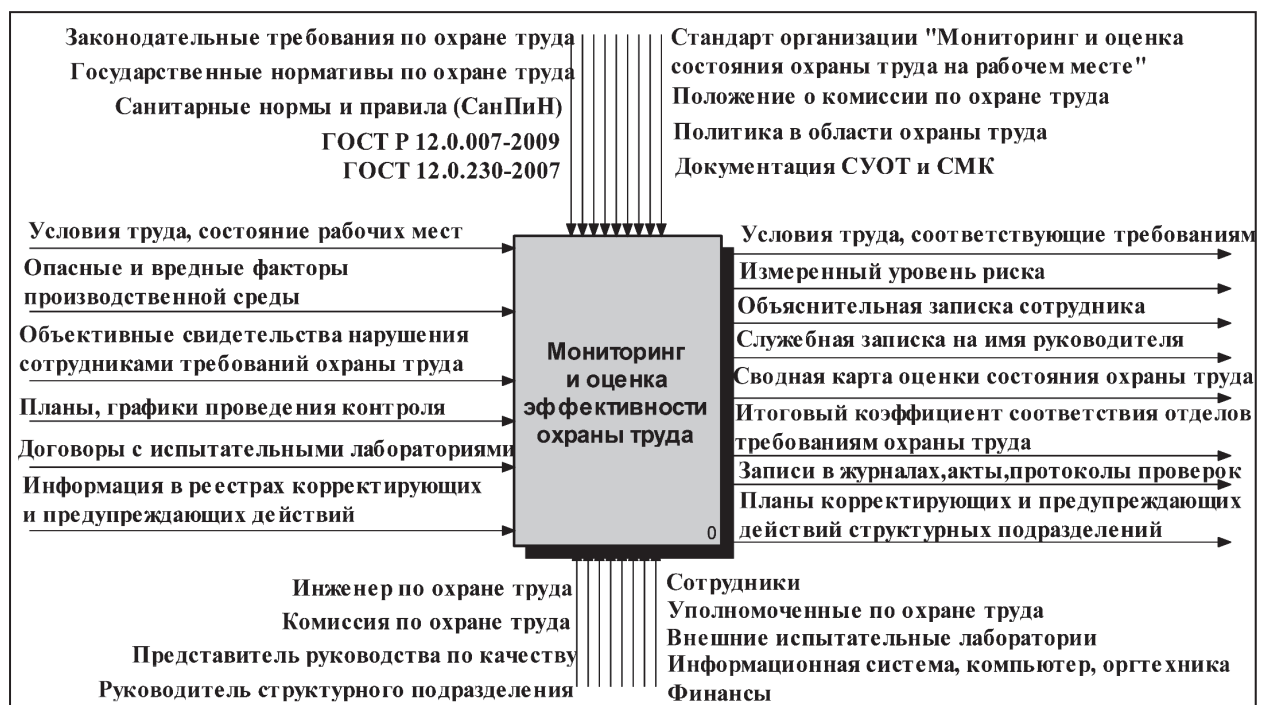 Законодательные требования по охране труда
Государственные нормативы по охране труда
Санитарные нормы и правила (СанПиН)
ГОСТ Р 12.0.007-2009
ГОСТ 12.0.230-2007
Стандарт организации "Мониторинг и оценка
состояния охраны труда на рабочем месте"
Положение о комиссии по охране труда
Политика в области охраны труда
Документация СУОТ и СМК
Условия труда, состояние рабочих мест
Опасные и вредные факторы
производственной среды
Объективные свидетельства нарушения
сотрудниками требований охраны труда
Планы, графики проведения контроля
Договоры с испытательными лабораториями
Информация в реестрах корректирующих
и предупреждающих действий
Мониторинг
и оценка
эффективности
охраны труда
0
Условия труда, соответствующие требованиям
Измеренный уровень риска
Объяснительная записка сотрудника
Служебная записка на имя руководителя
Сводная карта оценки состояния охраны труда
Итоговый коэффициент соответствия отделов
требованиям охраны труда
Записи в журналах,акты,протоколы проверок
Планы корректирующих и предупреждающих
действий структурных подразделений
Инженер по охране труда
Комиссия по охране труда
Представитель руководства по качеству
Руководитель структурного подразделения
Сотрудники
Уполномоченные по охране труда
Внешние испытательные лаборатории
Информационная система, компьютер, оргтехника
Финансы